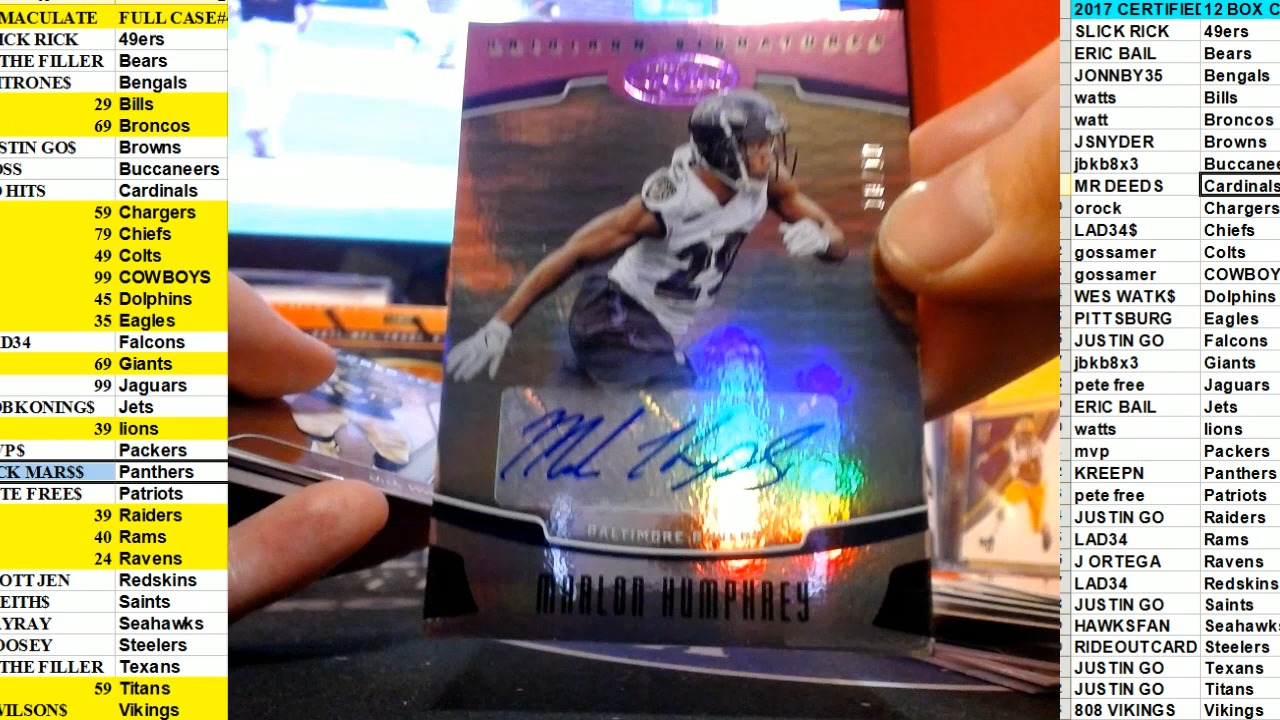 MACULATE FULL CASE#
ICK RICK 49ers
THE FILLER Bears
ITRONE$ Bengals
29 Bills
69 Broncos
STIN GO$ Browns
OSS Buccaneers
HITS Cardinals
59 Chargers
79 Chiefs
49 Colts
99 COWBOYS
45 Dolphins
35 Eagles
D34 Falcons
69 Giants
99 Jaguars
OBKONING$ Jets
39 lions
VP$ Packers
CK MAR$$ Panthers
TE FREE$ Patriots
39 Raiders
40 Rams
24 Ravens
OTT JEN Redskins
EITH$ Saints
AYRAY Seahawks
OOSEY Steelers
THE FILLER Texans
59 Titans
WILSON$ Vikings
SIGNATURES
BALTIMORE RAVENS
MARLON HUMPHREY
2017 CERTIFIED 12 BOX C
SLICK RICK 49ers
ERIC BAIL Bears
JONNBY35 Bengals
watts Bills
watt Broncos
JSNYDER Browns
jbkb8x3 Buccanee
MR DEEDS Cardinals
orock Chargers
LAD34$ Chiefs
gossamer Colts
gossamer COWBOY
WES WATK$ Dolphins
PITTSBURG Eagles
JUSTIN GO Falcons
jbkb8x3 Giants
pete free Jaguars
ERIC BAIL Jets
watts lions
mvp Packers
KREEPN Panthers
pete free Patriots
JUSTIN GO Raiders
LAD34 Rams
J ORTEGA Ravens
LAD34 Redskins
JUSTIN GO Saints
HAWKSFAN Seahawks
RIDEOUTCARD Steelers
JUSTIN GO Texans
JUSTIN GO Titans
808 VIKINGS Vikings